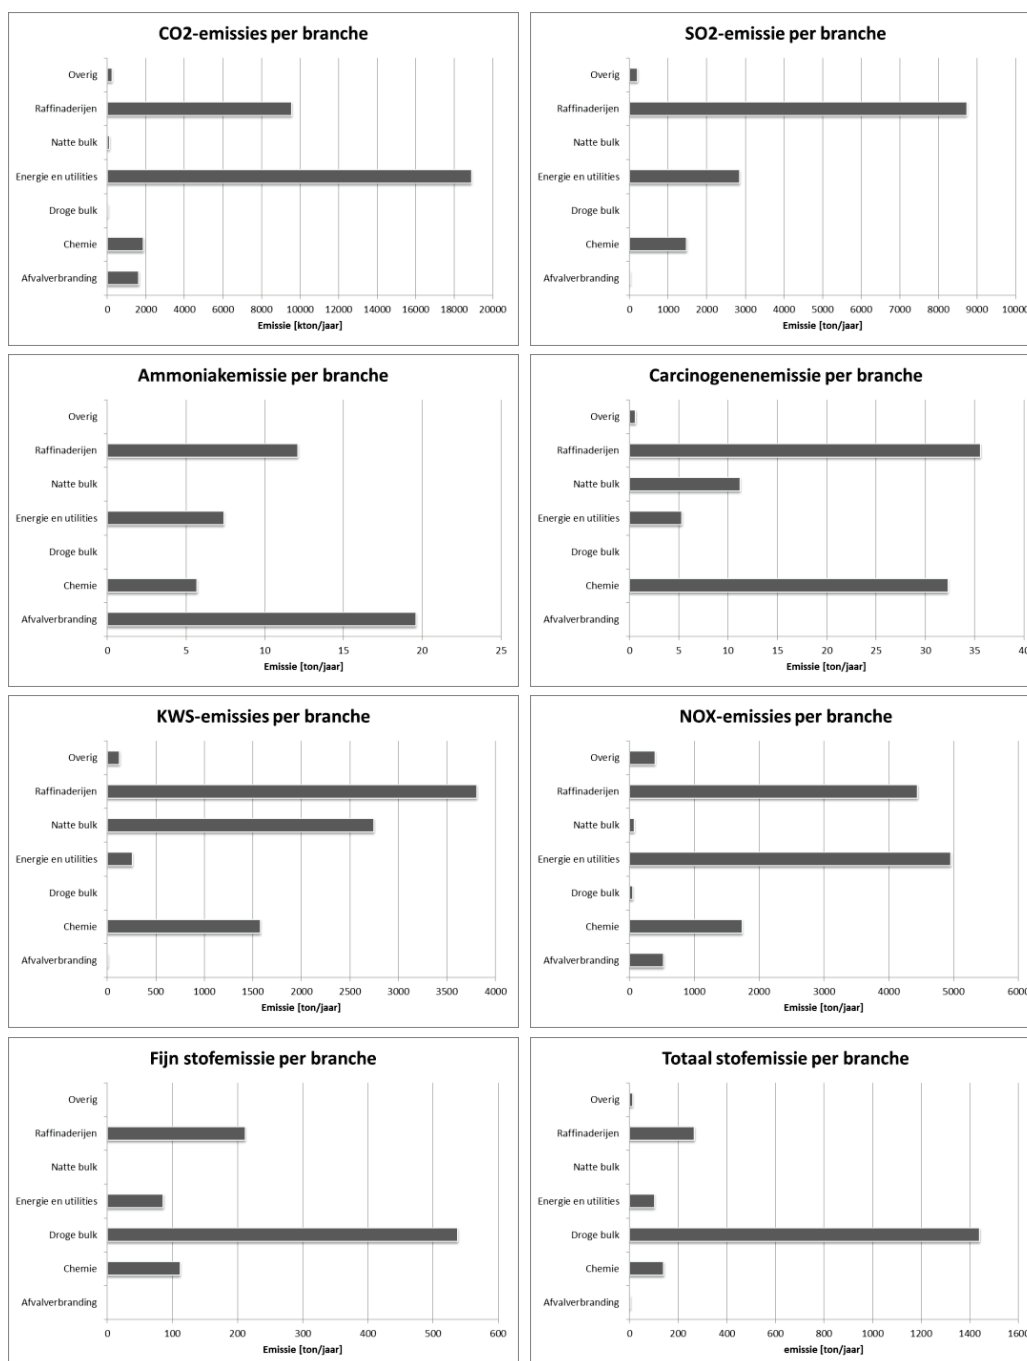 CO2-emissies per branche
Overig
Raffinaderijen
Natte bulk
Energie en utilities
Droge bulk
Chemie
Afvalverbranding
0 2000 4000 6000 8000 10000 12000 14000 16000 18000 20000
Emissie [kton/jaar]
SO2-emissie per branche
Overig
Raffinaderijen
Natte bulk
Energie en utilities
Droge bulk
Chemie
Afvalverbranding
0 1000 2000 3000 4000 5000 6000 7000 8000 9000 10000
Emissie [ton/jaar]
Ammoniakemissie per branche
Overig
Raffinaderijen
Natte bulk
Energie en utilities
Droge bulk
Chemie
Afvalverbranding
0 5 10 15 20 25
Emissie [ton/jaar]
Carcinogenenemissie per branche
Overig
Raffinaderijen
Natte bulk
Energie en utilities
Droge bulk
Chemie
Afvalverbranding
0 5 10 15 20 25 30 35 40
Emissie [ton/jaar]
KWS-emissies per branche
Overig
Raffinaderijen
Natte bulk
Energie en utilities
Droge bulk
Chemie
Afvalverbranding
0 500 1000 1500 2000 2500 3000 3500 4000
Emissie [ton/jaar]
NOX-emissies per branche
Overig
Raffinaderijen
Natte bulk
Energie en utilities
Droge bulk
Chemie
Afvalverbranding
0 1000 2000 3000 4000 5000 6000
Emissie [ton/jaar]
Fijn stofemissie per branche
Overig
Raffinaderijen
Natte bulk
Energie en utilities
Droge bulk
Chemie
Afvalverbranding
0 100 200 300 400 500 600
Emissie [ton/jaar]
Totaal stofemissie per branche
Overig
Raffinaderijen
Natte bulk
Energie en utilities
Droge bulk
Chemie
Afvalverbranding
0 200 400 600 800 1000 1200 1400 1600
emissie [ton/jaar]